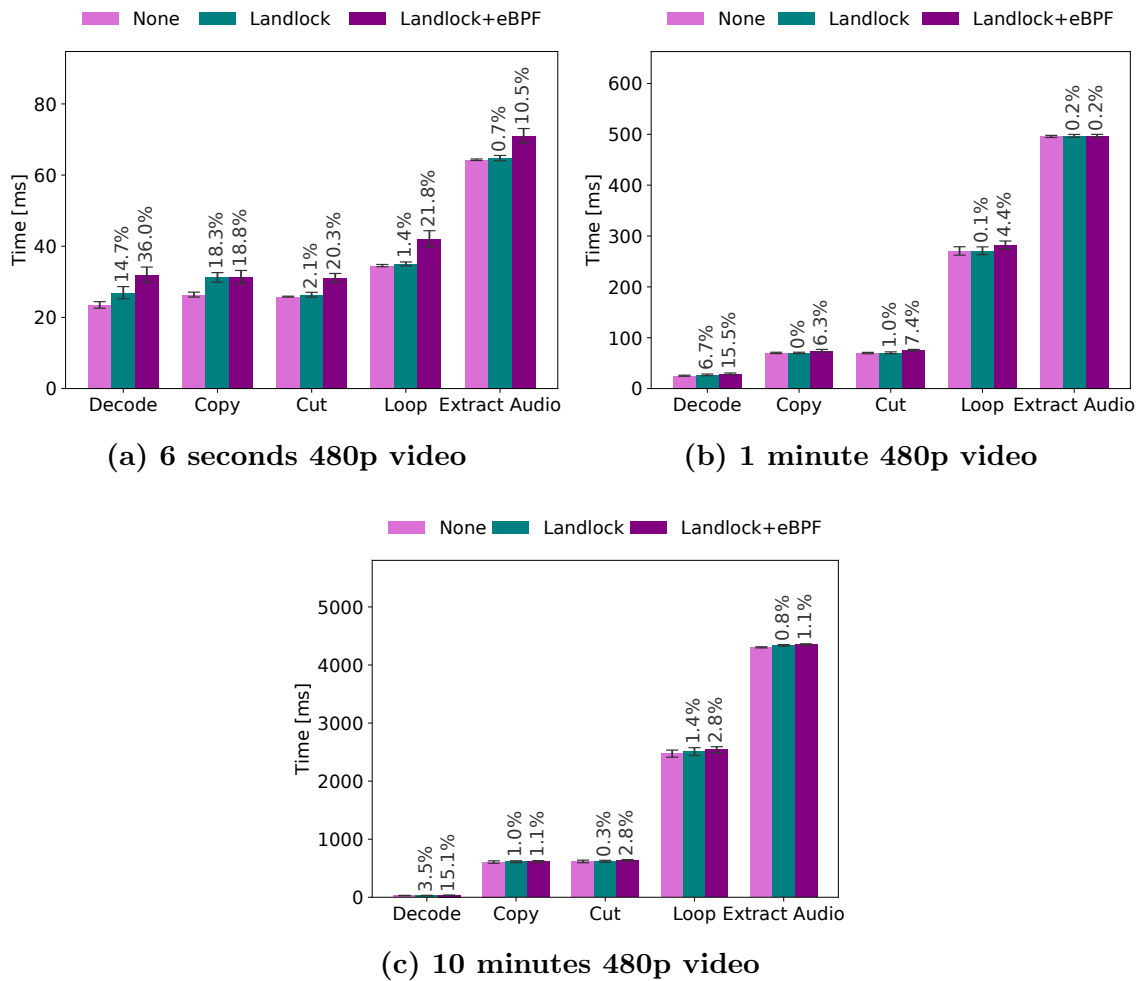 None Landlock Landlock+eBPF
Time [ms]
80
60
40
20
0
14.7% 36.0% 18.3% 18.8% 2.1% 20.3% 1.4% 21.8% 0.7% 10.5%
Decode Copy Cut Loop Extract Audio
(a) 6 seconds 480p video
None Landlock Landlock+eBPF
Time [ms]
600
500
400
300
200
100
0
6.7% 15.5% 0% 6.3% 1.0% 7.4% 0.1% 4.4% 0.2% 0.2%
Decode Copy Cut Loop Extract Audio
(b) 1 minute 480p video
None Landlock Landlock+eBPF
Time [ms]
5000
4000
3000
2000
1000
0
3.5% 15.1% 1.0% 1.1% 0.3% 2.8% 1.4% 2.8% 0.8% 1.1%
Decode Copy Cut Loop Extract Audio
(c) 10 minutes 480p video